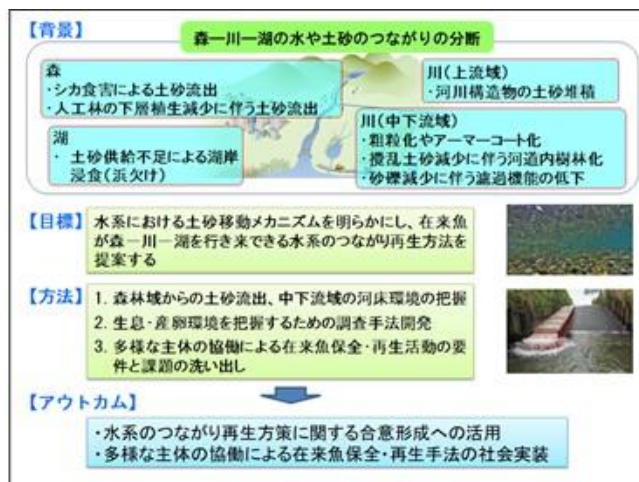 【背景】
森―川―湖の水や土砂のつながりの分断
森
・シカ食害による土砂流出
・人工林の下層植生減少に伴う土砂流出
川(上流域)
・河川構造物の土砂堆積
湖
・ 土砂供給不足による湖岸
浸食(浜欠け)
川(中下流域)
・粗粒化やアーマーコート化
・攪乱土砂減少に伴う河道内樹林化
・砂礫減少に伴う濾過機能の低下
【目標】
水系における土砂移動メカニズムを明らかにし、在来魚
が森―川―湖を行き来できる水系のつながり再生方法を
提案する
【方法】
1. 森林域からの土砂流出、中下流域の河床環境の把握
2. 生息・産卵環境を把握するための調査手法開発
3. 多様な主体の協働による在来魚保全・再生活動の要
件と課題の洗い出し
【アウトカム】
・水系のつながり再生方策に関する合意形成への活用
・多様な主体の協働による在来魚保全・再生手法の社会実装